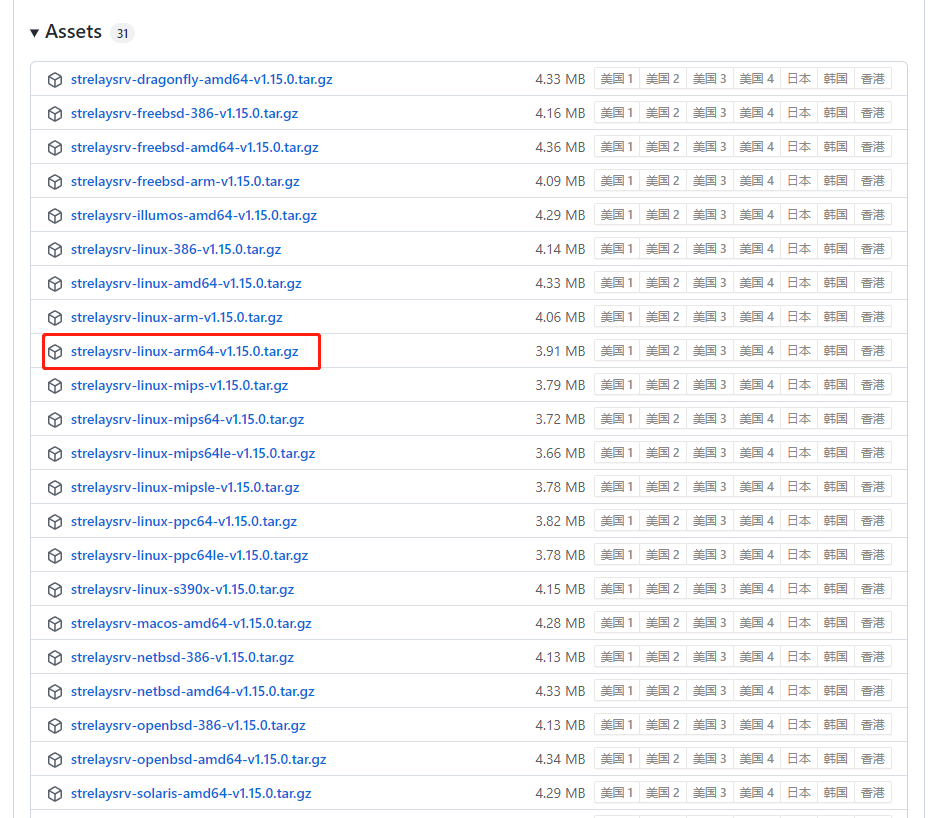 Assets 31
strelaysrv-dragonfly-amd64-v1.15.0.tar.gz 4.33 MB 美国 1 美国 2 美国 3 美国 4 日本 韩国 香港
strelaysrv-freebsd-386-v1.15.0.tar.gz 4.16 MB 美国 1 美国 2 美国 3 美国 4 日本 韩国 香港
strelaysrv-freebsd-amd64-v1.15.0.tar.gz 4.36 MB 美国 1 美国 2 美国 3 美国 4 日本 韩国 香港
strelaysrv-freebsd-arm-v1.15.0.tar.gz 4.09 MB 美国 1 美国 2 美国 3 美国 4 日本 韩国 香港
strelaysrv-illumos-amd64-v1.15.0.tar.gz 4.29 MB 美国 1 美国 2 美国 3 美国 4 日本 韩国 香港
strelaysrv-linux-386-v1.15.0.tar.gz 4.14 MB 美国 1 美国 2 美国 3 美国 4 日本 韩国 香港
strelaysrv-linux-amd64-v1.15.0.tar.gz 4.33 MB 美国 1 美国 2 美国 3 美国 4 日本 韩国 香港
strelaysrv-linux-arm-v1.15.0.tar.gz 4.06 MB 美国 1 美国 2 美国 3 美国 4 日本 韩国 香港
strelaysrv-linux-arm64-v1.15.0.tar.gz 3.91 MB 美国 1 美国 2 美国 3 美国 4 日本 韩国 香港
strelaysrv-linux-mips-v1.15.0.tar.gz 3.79 MB 美国 1 美国 2 美国 3 美国 4 日本 韩国 香港
strelaysrv-linux-mips64-v1.15.0.tar.gz 3.72 MB 美国 1 美国 2 美国 3 美国 4 日本 韩国 香港
strelaysrv-linux-mips64le-v1.15.0.tar.gz 3.66 MB 美国 1 美国 2 美国 3 美国 4 日本 韩国 香港
strelaysrv-linux-mipsle-v1.15.0.tar.gz 3.78 MB 美国 1 美国 2 美国 3 美国 4 日本 韩国 香港
strelaysrv-linux-ppc64-v1.15.0.tar.gz 3.82 MB 美国 1 美国 2 美国 3 美国 4 日本 韩国 香港
strelaysrv-linux-ppc64le-v1.15.0.tar.gz 3.78 MB 美国 1 美国 2 美国 3 美国 4 日本 韩国 香港
strelaysrv-linux-s390x-v1.15.0.tar.gz 4.15 MB 美国 1 美国 2 美国 3 美国 4 日本 韩国 香港
strelaysrv-macos-amd64-v1.15.0.tar.gz 4.28 MB 美国 1 美国 2 美国 3 美国 4 日本 韩国 香港
strelaysrv-netbsd-386-v1.15.0.tar.gz 4.13 MB 美国 1 美国 2 美国 3 美国 4 日本 韩国 香港
strelaysrv-netbsd-amd64-v1.15.0.tar.gz 4.33 MB 美国 1 美国 2 美国 3 美国 4 日本 韩国 香港
strelaysrv-openbsd-386-v1.15.0.tar.gz 4.13 MB 美国 1 美国 2 美国 3 美国 4 日本 韩国 香港
strelaysrv-openbsd-amd64-v1.15.0.tar.gz 4.34 MB 美国 1 美国 2 美国 3 美国 4 日本 韩国 香港
strelaysrv-solaris-amd64-v1.15.0.tar.gz 4.29 MB 美国 1 美国 2 美国 3 美国 4 日本 韩国 香港